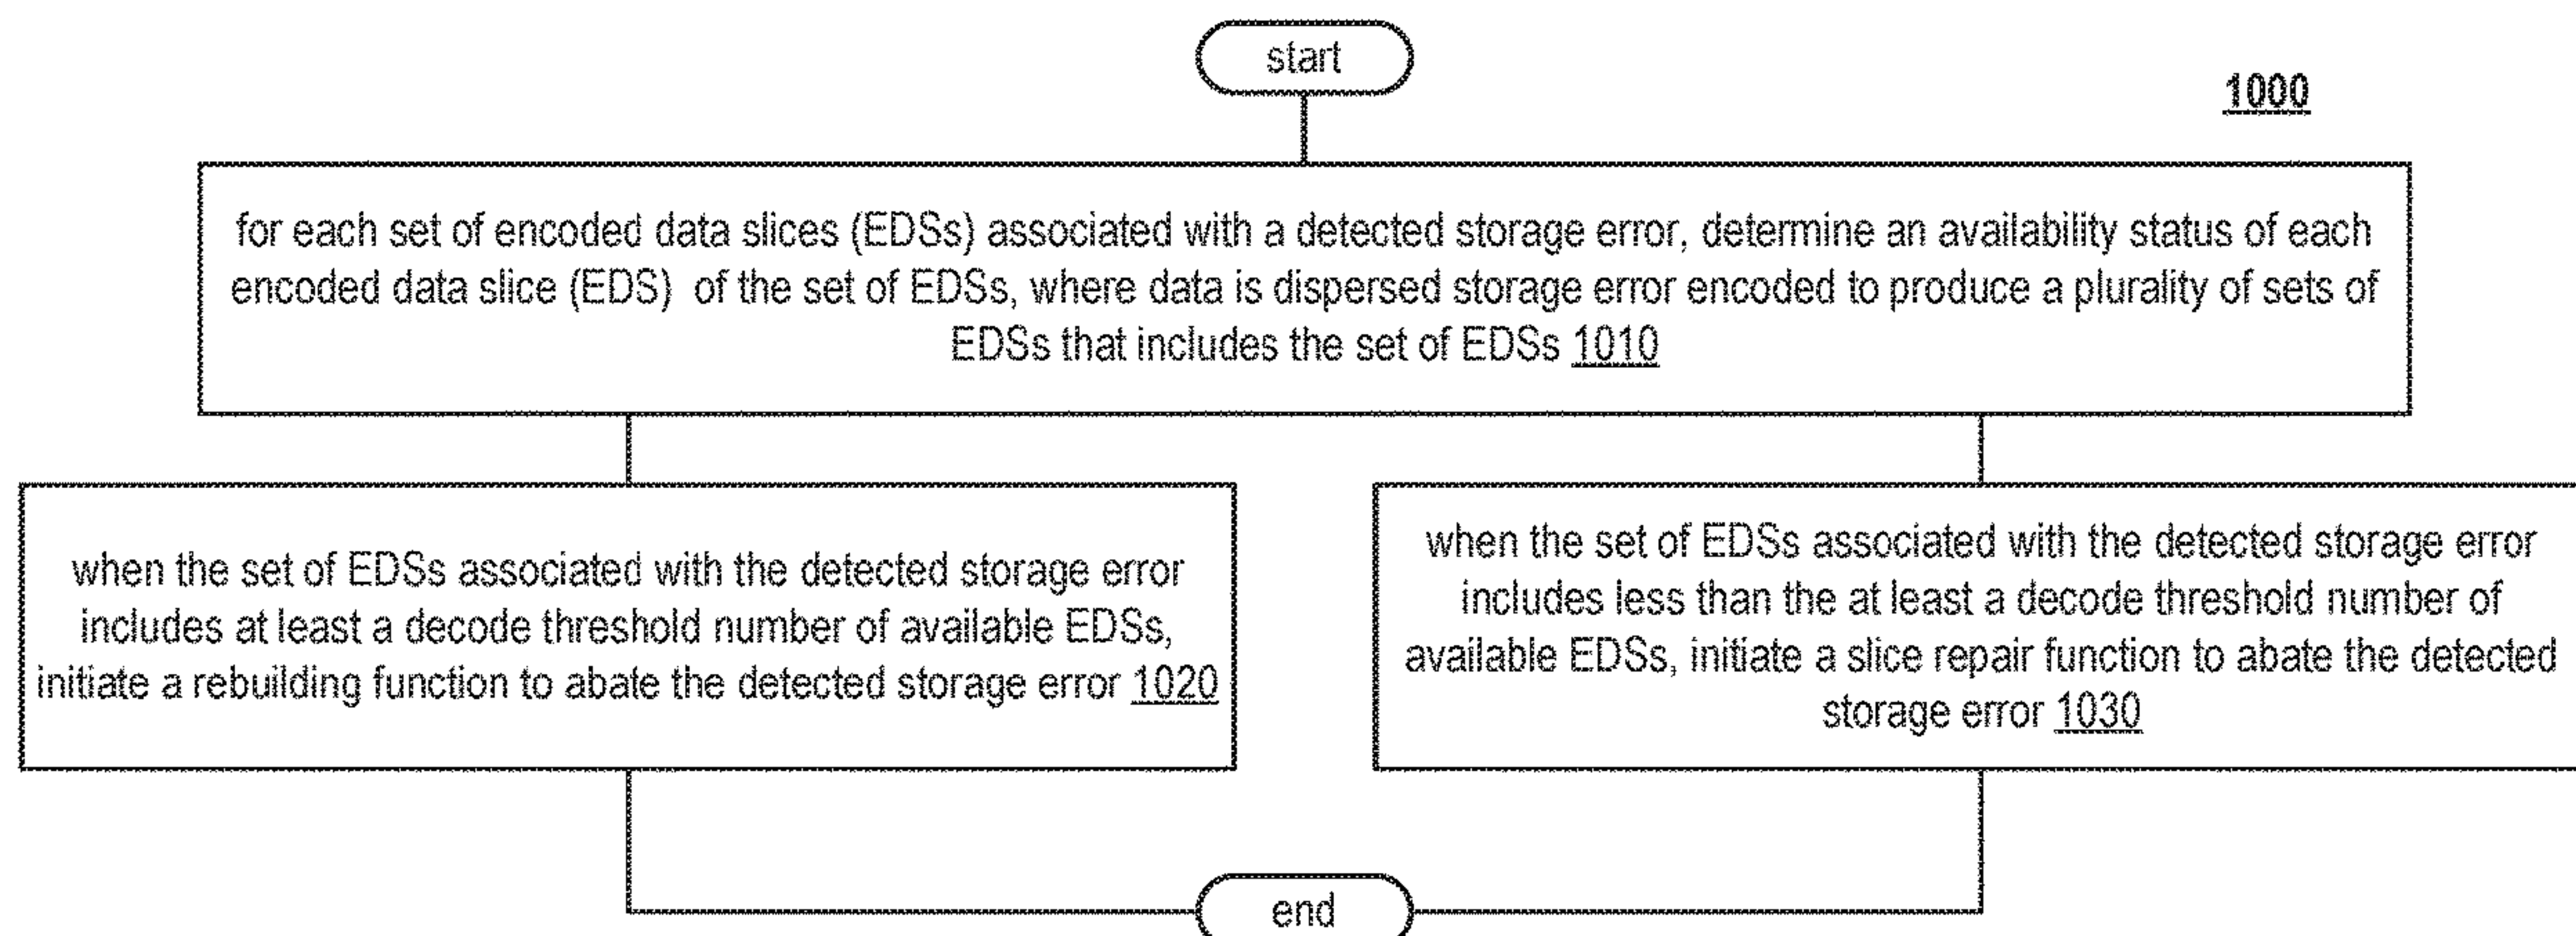 start
1000
for each set of encoded data slices (EDSs) associated with a detected storage error, determine an availability status of each
encoded data slice (EDS) of the set of EDSs, where data is dispersed storage error encoded to produce a plurality of sets of
EDSs that includes the set of EDSs 1010
when the set of EDSs associated with the detected storage error
includes at least a decode threshold number of available EDSs,
initiate a rebuilding function to abate the detected storage error 1020
when the set of EDSs associated with the detected storage error
includes less than the at least a decode threshold number of
available EDSs, initiate a slice repair function to abate the detected
storage error 1030
end